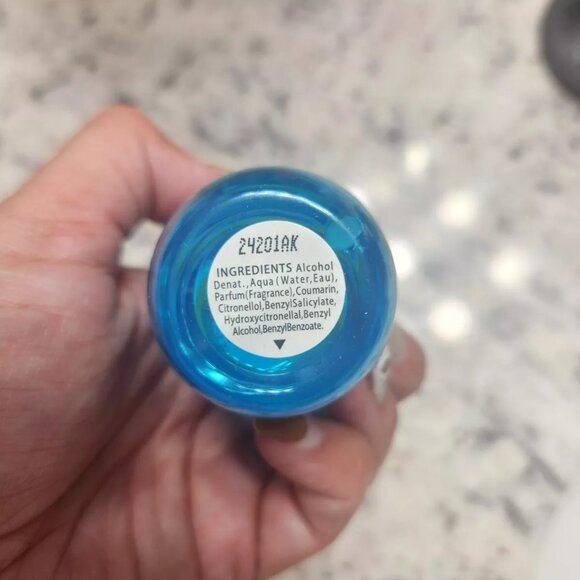 24201AK
INGREDIENTS Alcohol
Denat.,Aqua(Water,Eau),
Parfum(Fragrance),Coumarin,
Citronellol,BenzylSalicylate,
Hydroxycitronellal,Benzyl
Alcohol,BenzylBenzoate.